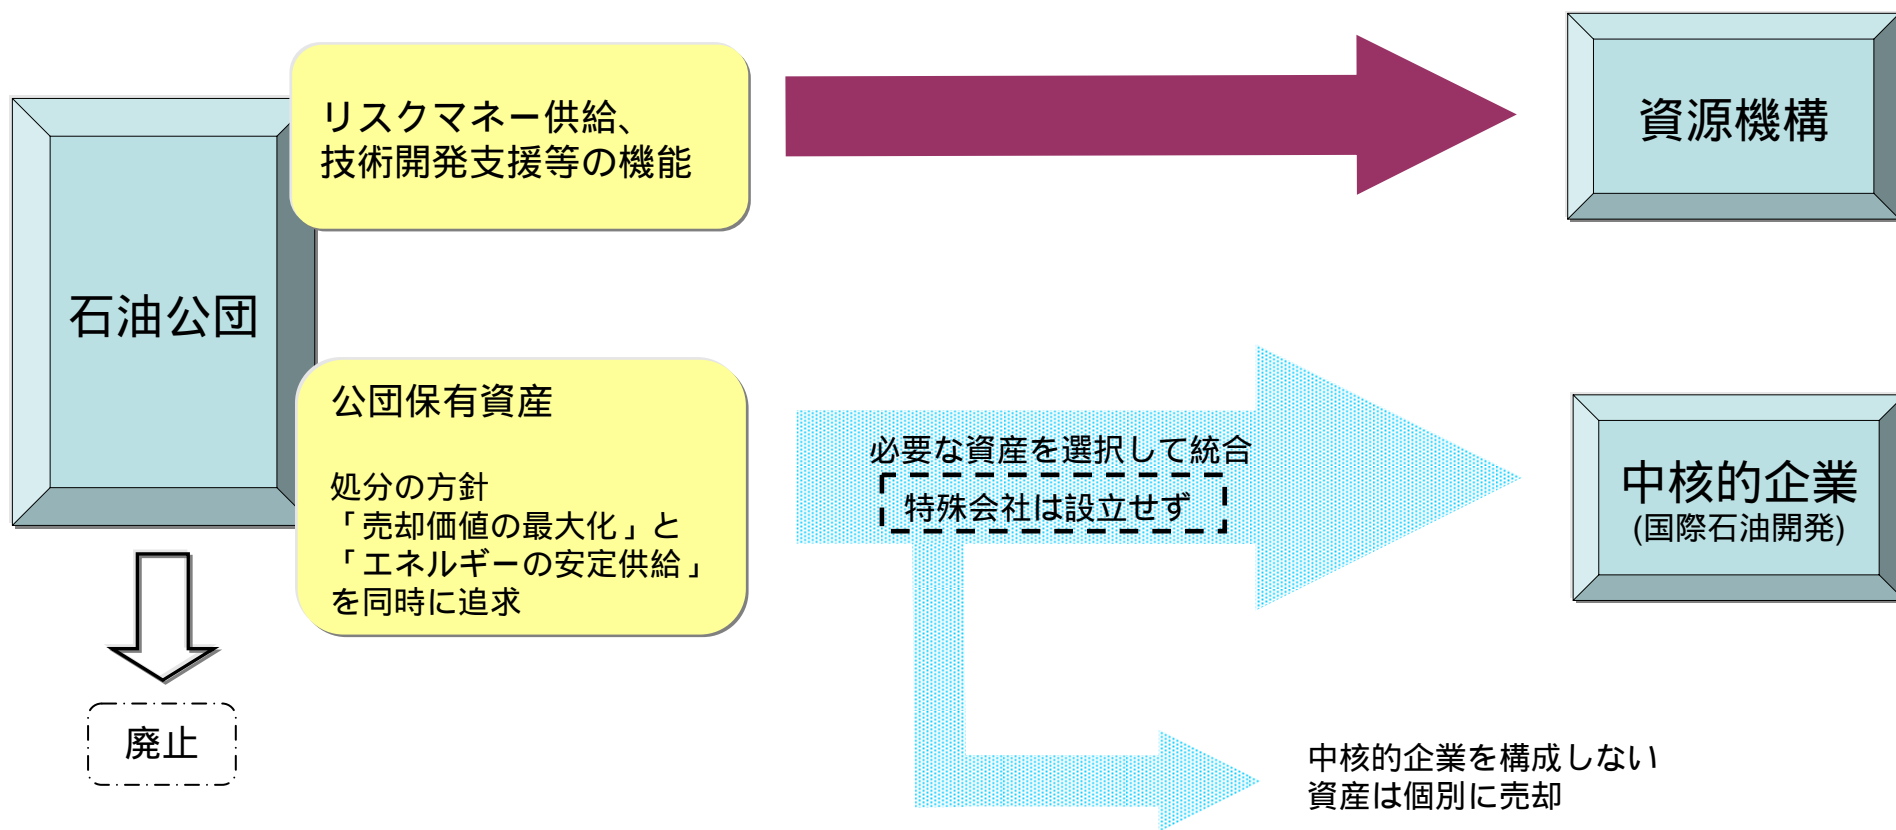 リスクマネー供給、
技術開発支援等の機能
資源機構
石油公団
公団保有資産
処分の方針
「売却価値の最大化」と
「エネルギーの安定供給」
を同時に追求
必要な資産を選択して統合
特殊会社は設立せず
中核的企業
(国際石油開発)
廃止
中核的企業を構成しない
資産は個別に売却